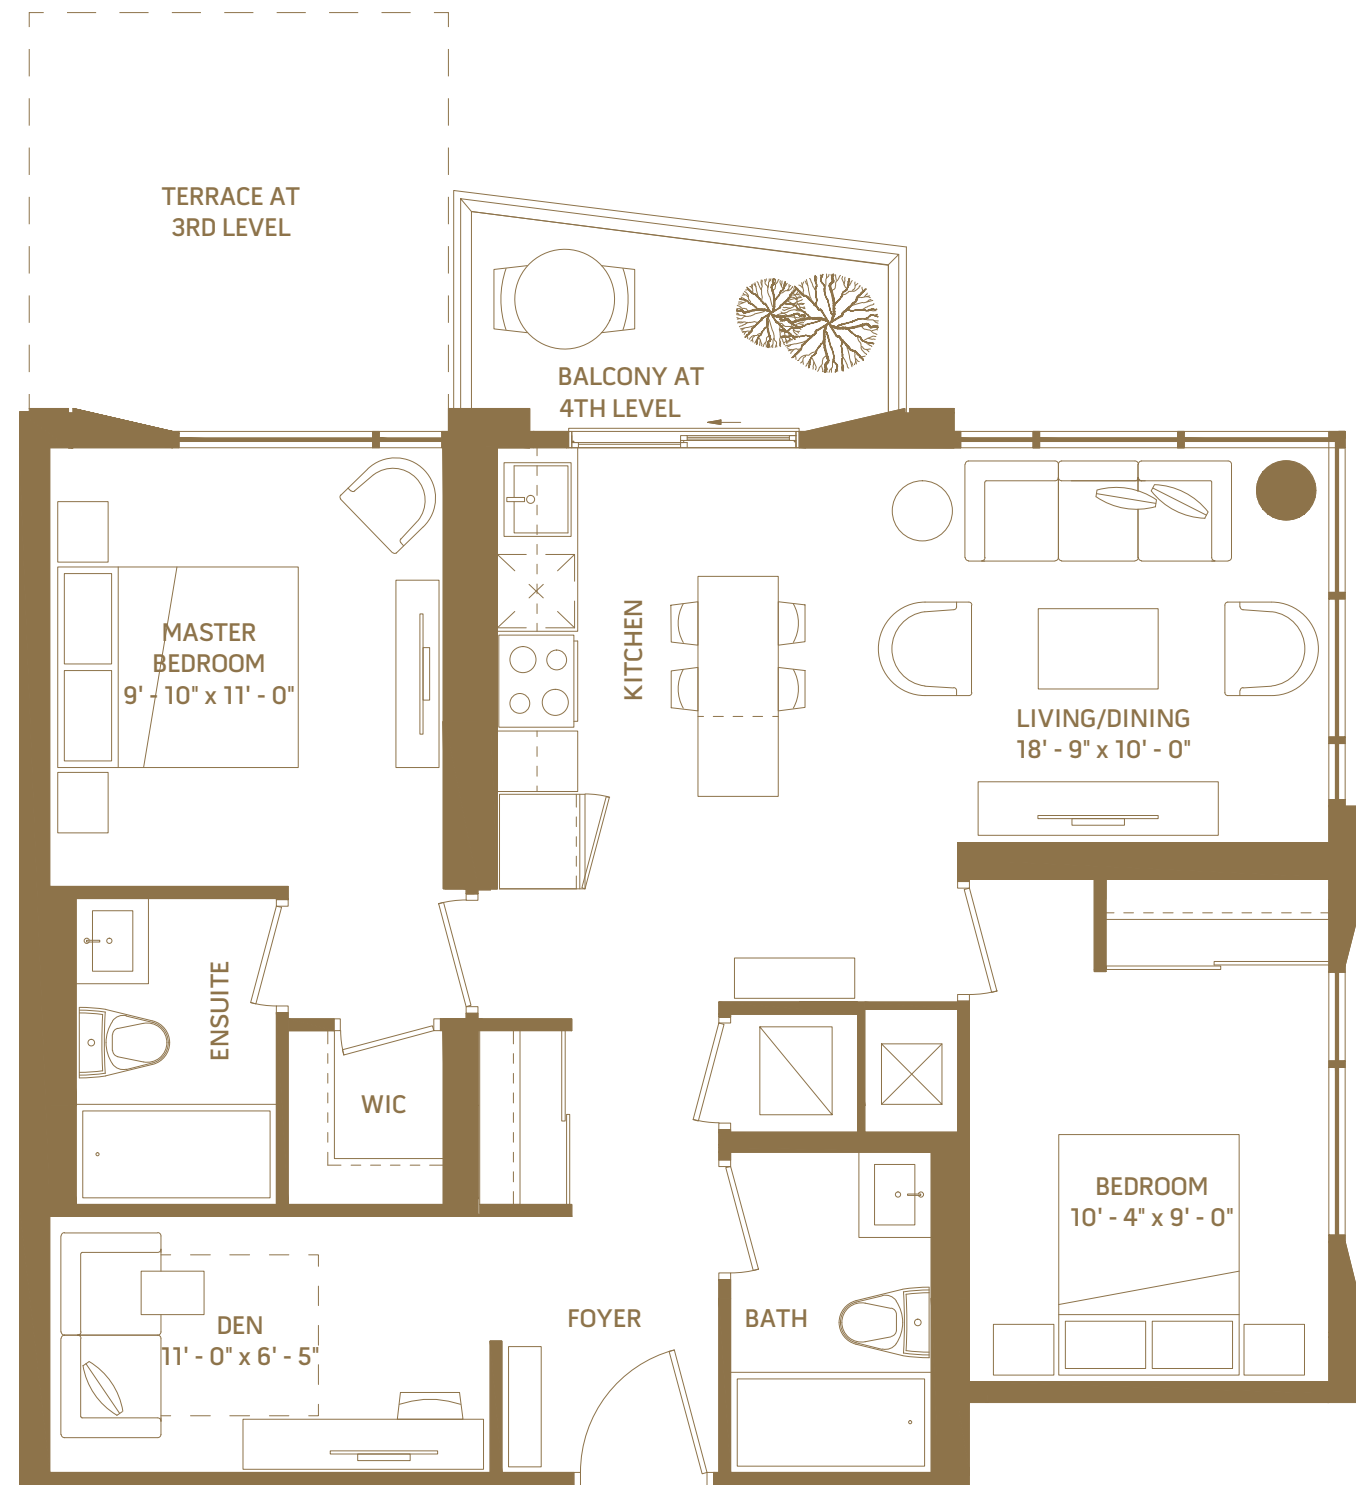 TERRACE AT
3RD LEVEL
BALCONY AT
4TH LEVEL
MASTER
BEDROOM
9' - 10" x 11' - 0"
KITCHEN
LIVING/DINING
18' - 9" x 10' - 0"
ENSUITE
WIC
BEDROOM
10' - 4" x 9' - 0"
DEN
11' - 0" x 6' - 5"
FOYER
BATH